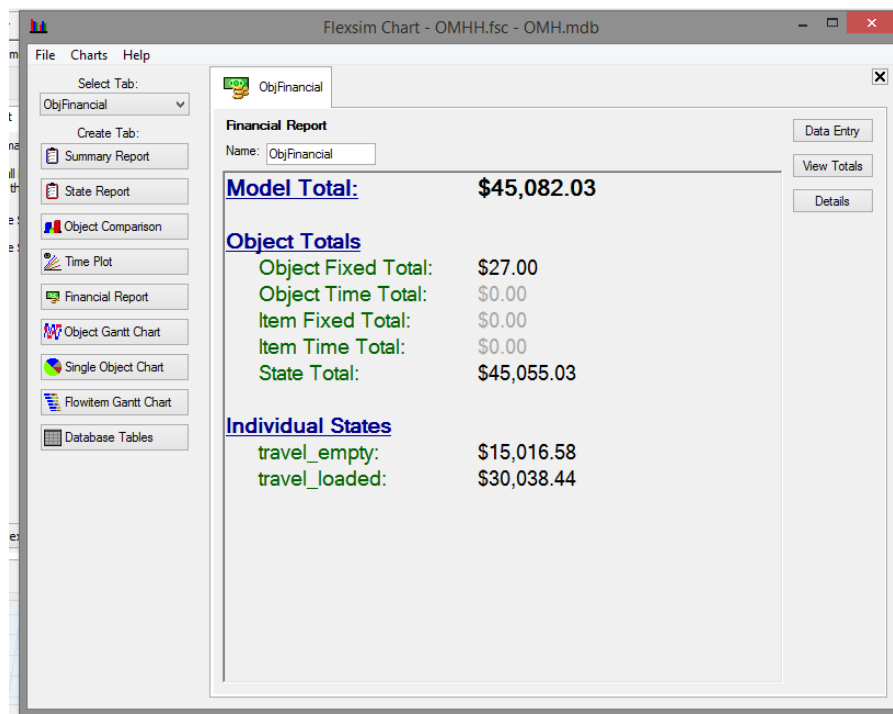 Flexsim Chart - OMHH.fsc - OMH.mdb
File Charts Help
Select Tab:
ObjFinancial
Create Tab:
Summary Report
State Report
Object Comparison
Time Plot
Financial Report
Object Gantt Chart
Single Object Chart
Flowitem Gantt Chart
Database Tables
ObjFinancial
Financial Report
Name: ObjFinancial
Model Total: $45,082.03
Object Totals
Object Fixed Total: $27.00
Object Time Total: $0.00
Item Fixed Total: $0.00
Item Time Total: $0.00
State Total: $45,055.03
Individual States
travel_empty: $15,016.58
travel_loaded: $30,038.44
Data Entry
View Totals
Details